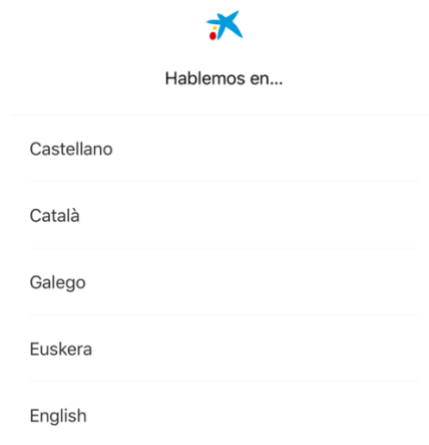 Hablemos en...
Castellano
Català
Galego
Euskera
English